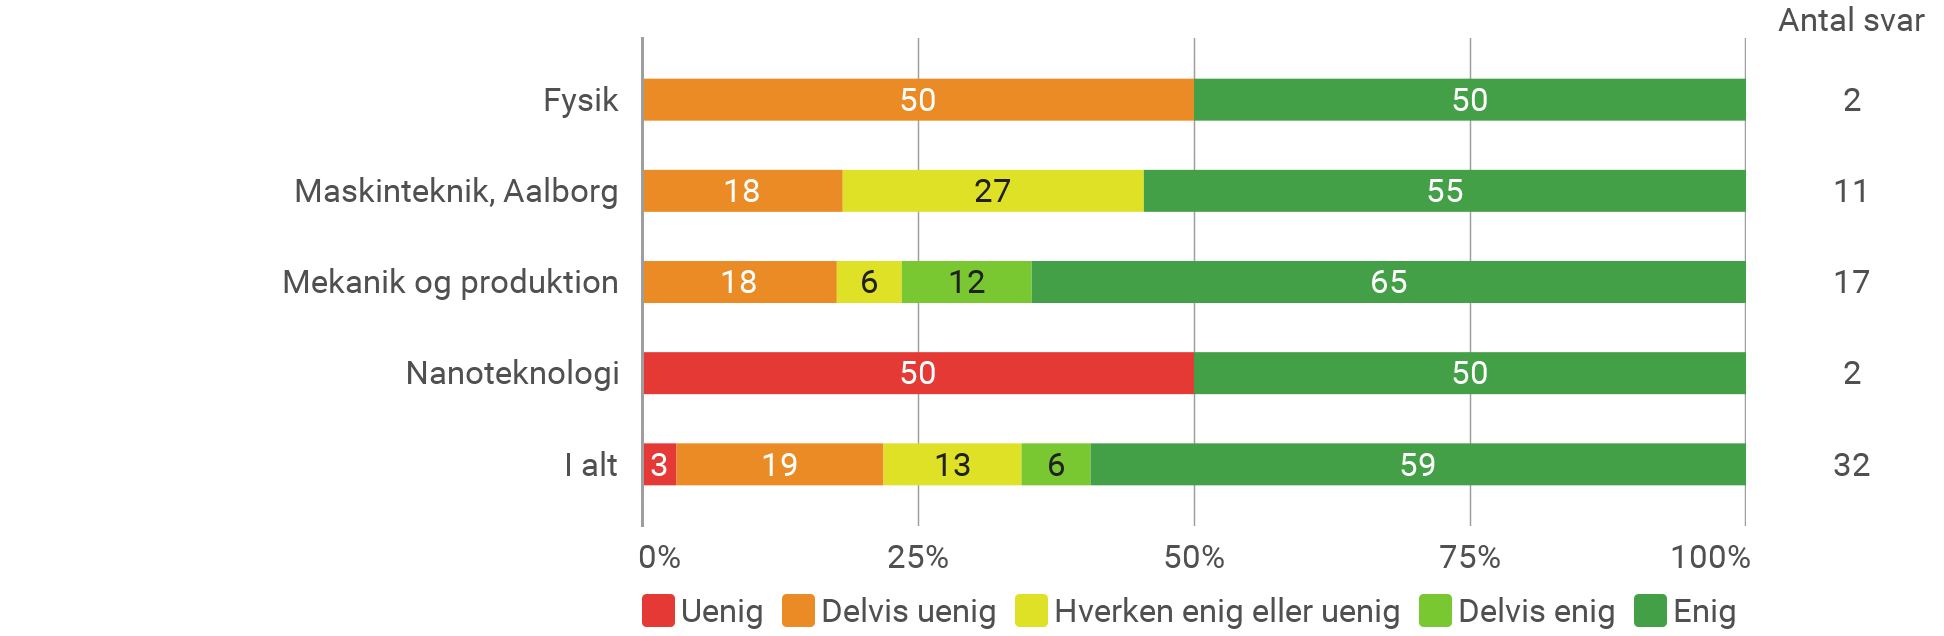 Antal svar
Fysik 50 50 2
Maskinteknik, Aalborg 18 27 55 11
Mekanik og produktion 18 6 12 65 17
Nanoteknologi 50 50 2
I alt 3 19 13 6 59 32
0% 25% 50% 75% 100%
Uenig Delvis uenig Hverken enig eller uenig Delvis enig Enig